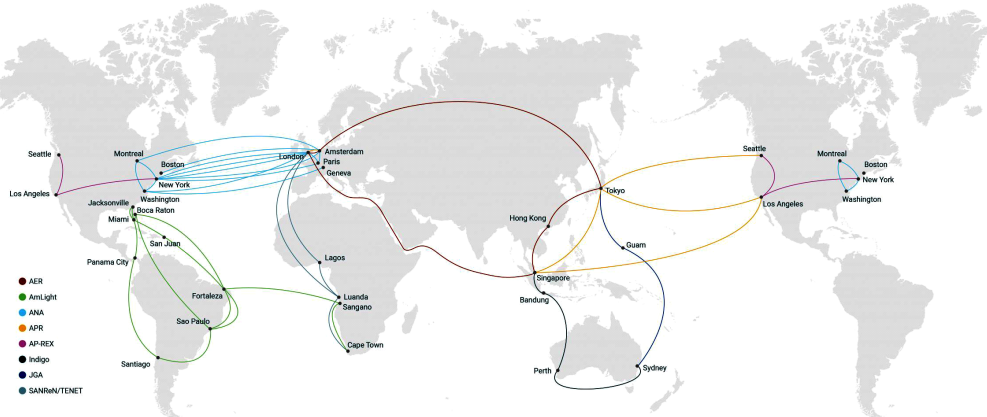 Seattle
Montreal
Boston
New York
Los Angeles
Washington
Jacksonville
Boca Raton
Miami
San Juan
Panama City
Fortaleza
Sao Paulo
Santiago
Amsterdam
London
Paris
Geneva
Lagos
Luanda
Sangano
Cape Town
Tokyo
Hong Kong
Guam
Singapore
Bandung
Perth
Sydney
Seattle
Montreal
Boston
New York
Los Angeles
Washington
AER
AmLight
ANA
APR
AP-REX
Indigo
JGA
SANReN/TENET